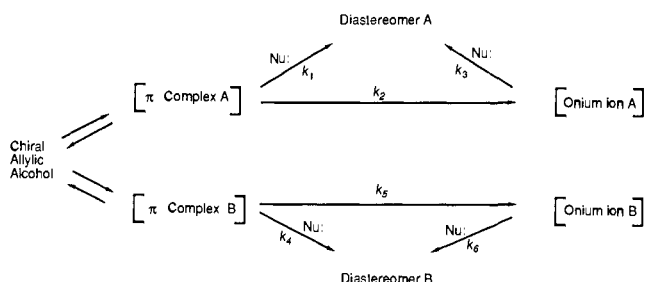 Diastereomer A
Nu:
k1
Nu:
k3
[π Complex A]
k2
[Onium ion A]
Chiral
Allylic
Alcohol
[π Complex B]
k5
[Onium ion B]
Nu:
k4
Nu:
k6
Diastereomer B